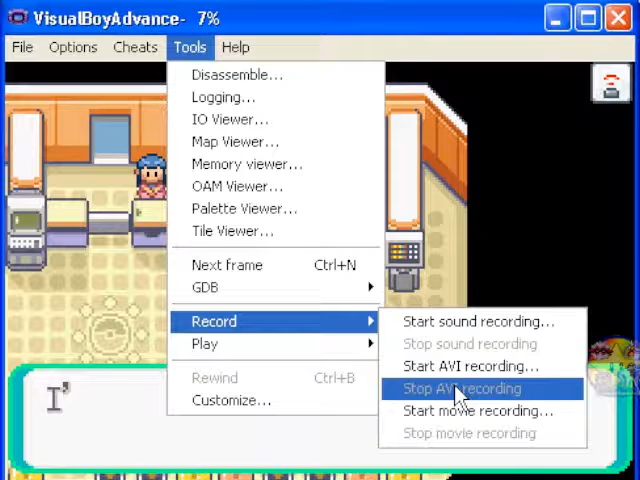 VisualBoyAdvance- 7%
File Options Cheats Tools Help
Disassemble...
Logging...
IO Viewer...
Map Viewer...
Memory viewer...
OAM Viewer...
Palette Viewer...
Tile Viewer...
Next frame Ctrl+N
GDB
Record
Play
Rewind Ctrl+B
Customize...
Start sound recording...
Stop sound recording
Start AVI recording...
Stop AVI recording
Start movie recording...
Stop movie recording
I'